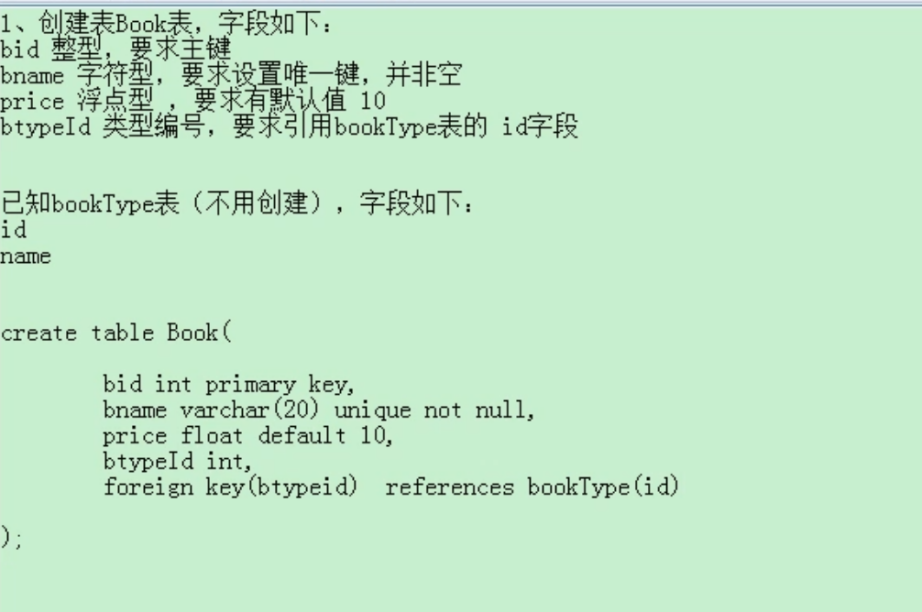 1、创建表Book表，字段如下：
bid 整型，要求主键
bname 字符型，要求设置唯一键，并非空
price 浮点型 ，要求有默认值 10
btypeId 类型编号，要求引用bookType表的 id字段
已知bookType表（不用创建），字段如下：
id
name
create table Book(
bid int primary key,
bname varchar(20) unique not null,
price float default 10,
btypeId int,
foreign key(btypeid)  references bookType(id)
);